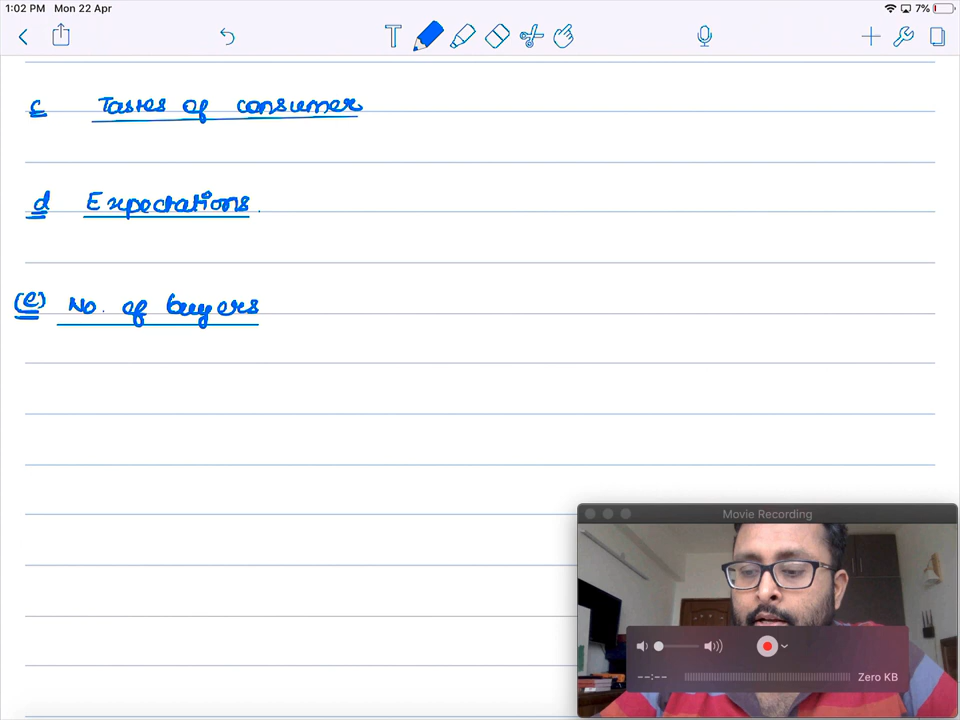 1:02 PM Mon 22 Apr 7%
T
c Tastes of consumer
d Expectations.
(e) No. of buyers
Movie Recording
--:-- Zero KB